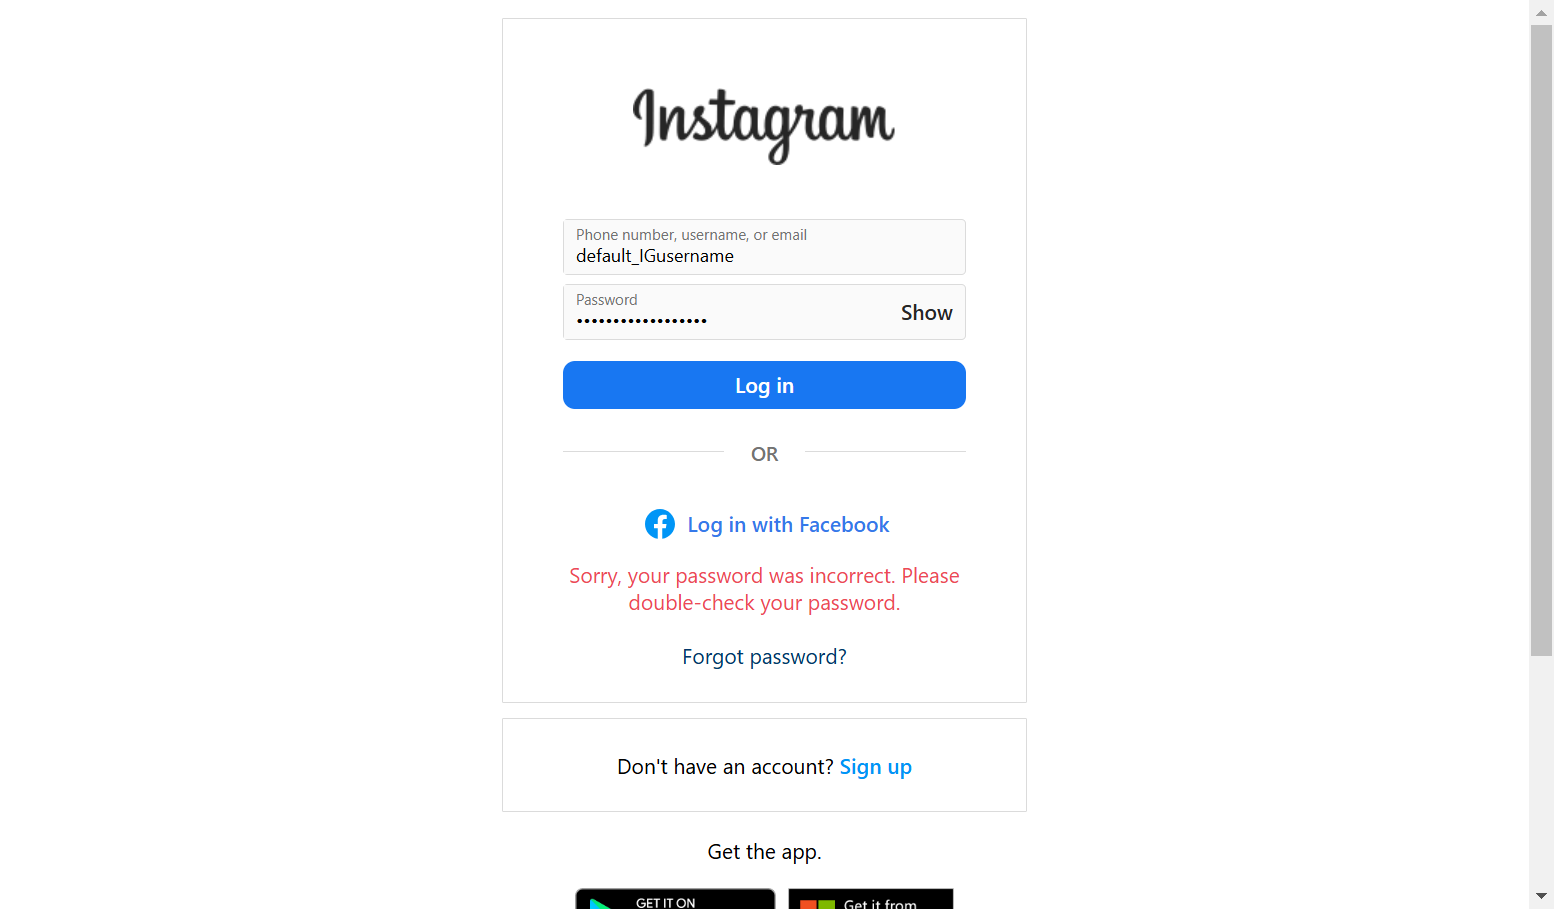 Instagram
Phone number, username, or email
default_IGusername
Password
••••••••••••••••••
Show
Log in
OR
Log in with Facebook
Sorry, your password was incorrect. Please
double-check your password.
Forgot password?
Don't have an account? Sign up
Get the app.
GET IT ON
Get it from